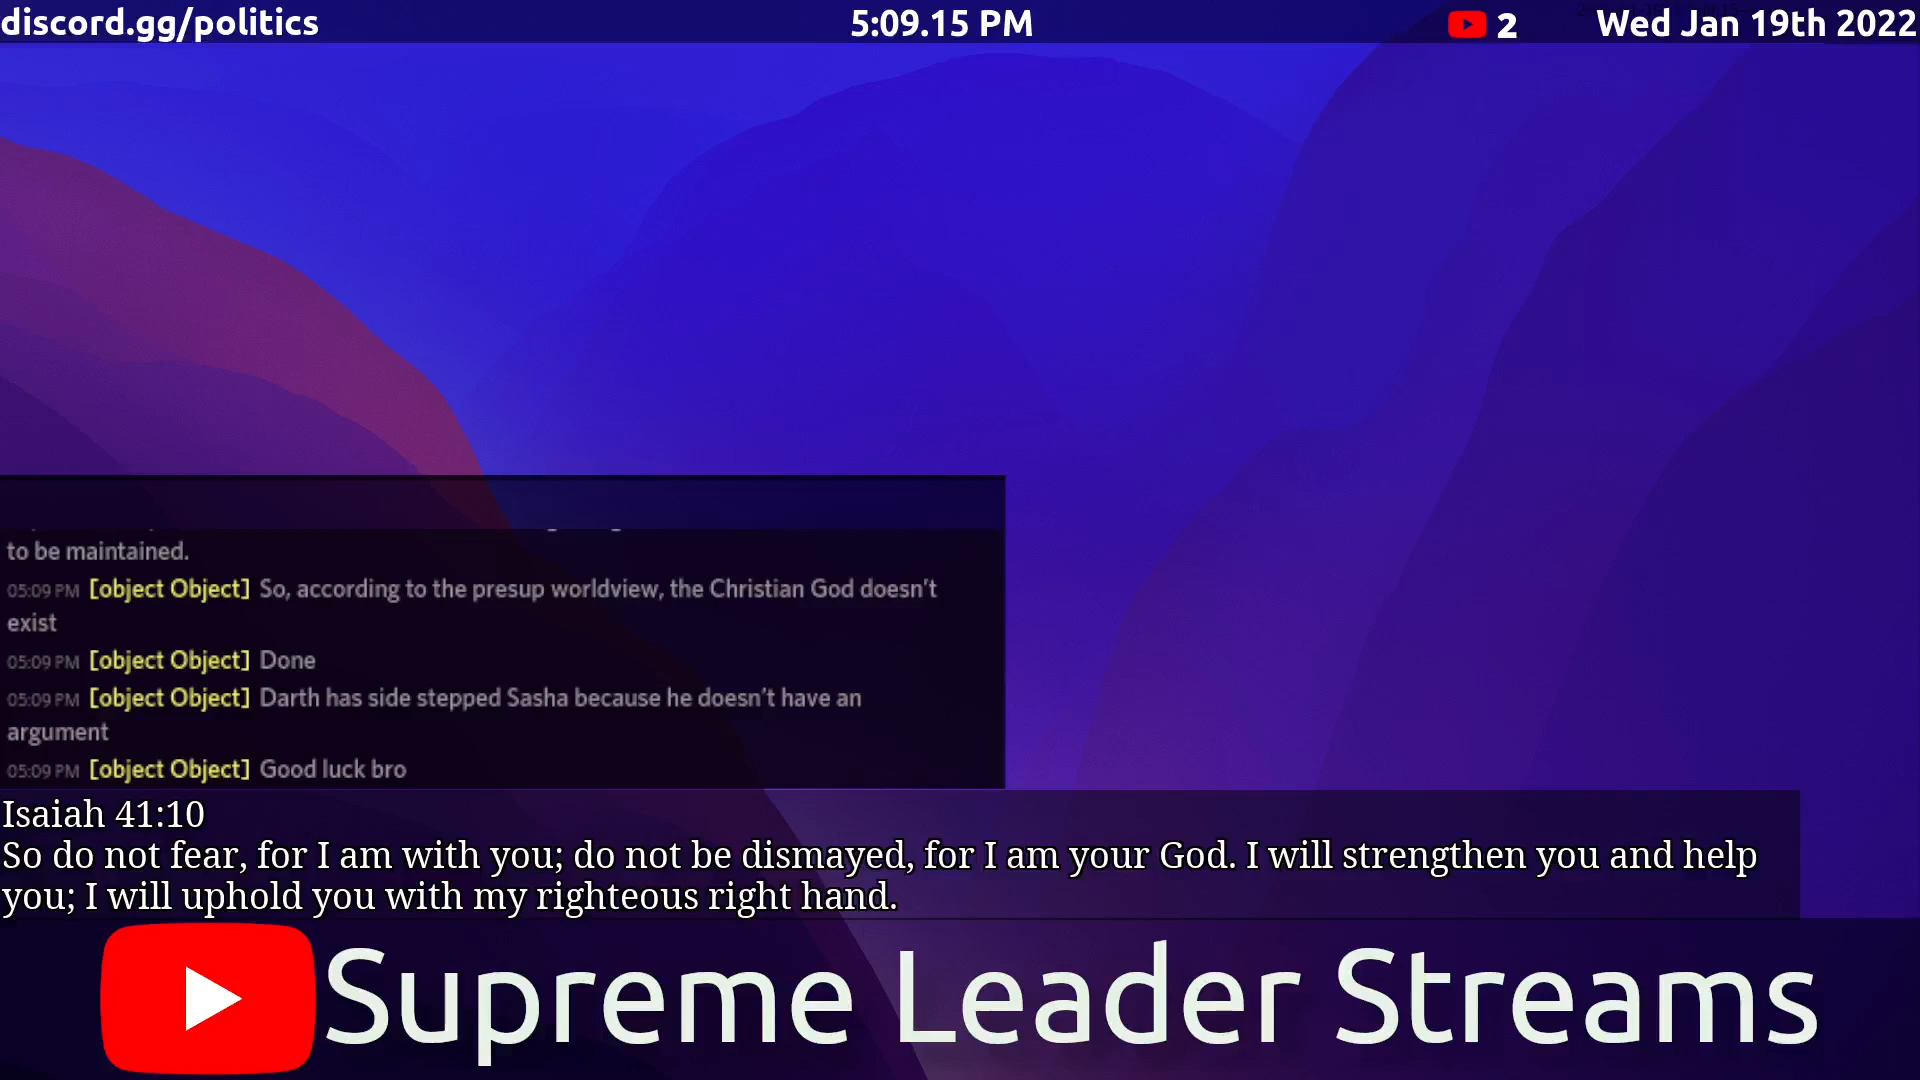 discord.gg/politics
5:09.15 PM
2
Wed Jan 19th 2022
to be maintained.
05:09 PM [object Object] So, according to the presup worldview, the Christian God doesn't
exist
05:09 PM [object Object] Done
05:09 PM [object Object] Darth has side stepped Sasha because he doesn't have an
argument
05:09 PM [object Object] Good luck bro
Isaiah 41:10
So do not fear, for I am with you; do not be dismayed, for I am your God. I will strengthen you and help
you; I will uphold you with my righteous right hand.
Supreme Leader Streams